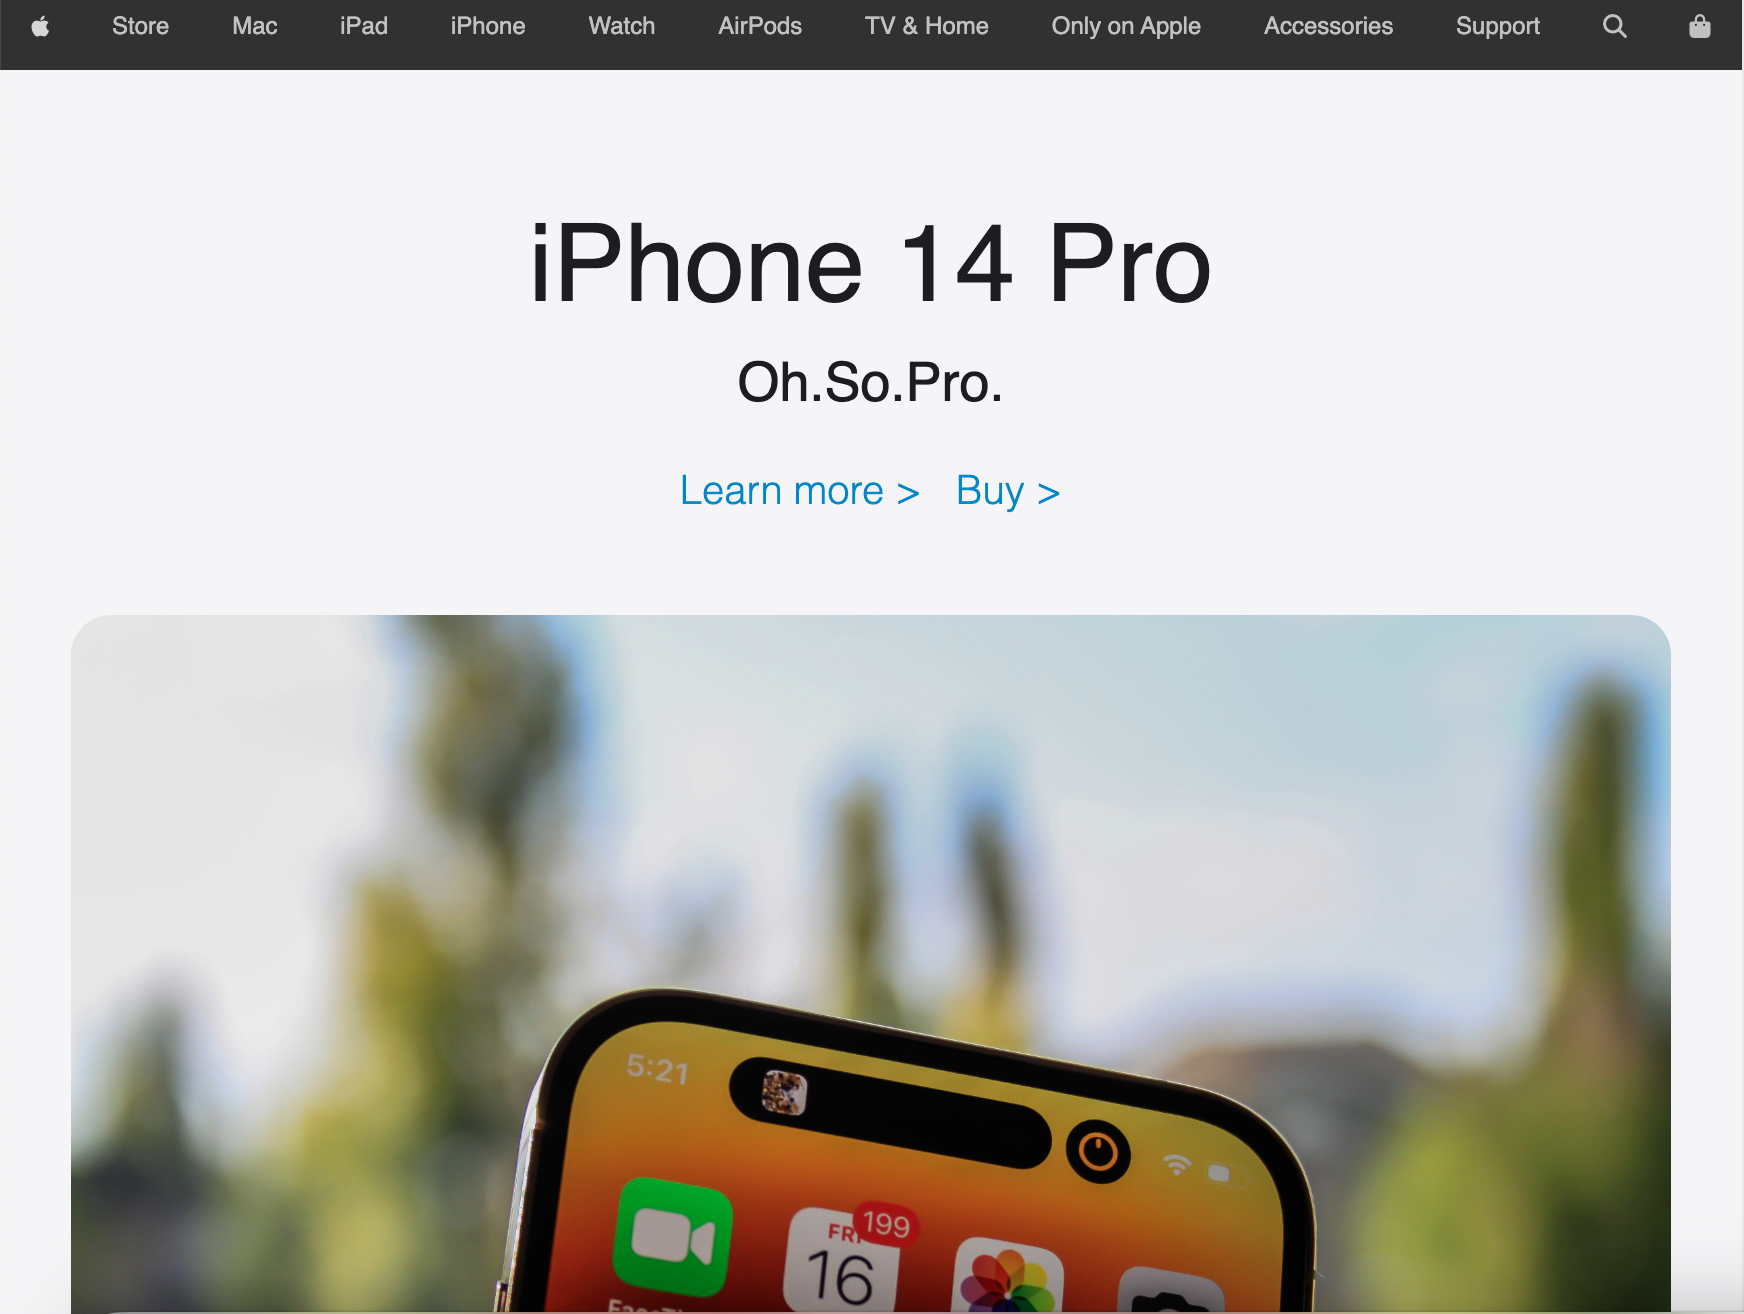 Store Mac iPad iPhone Watch AirPods TV & Home Only on Apple Accessories Support
iPhone 14 Pro
Oh.So.Pro.
Learn more > Buy >
5:21
199
FRI
16